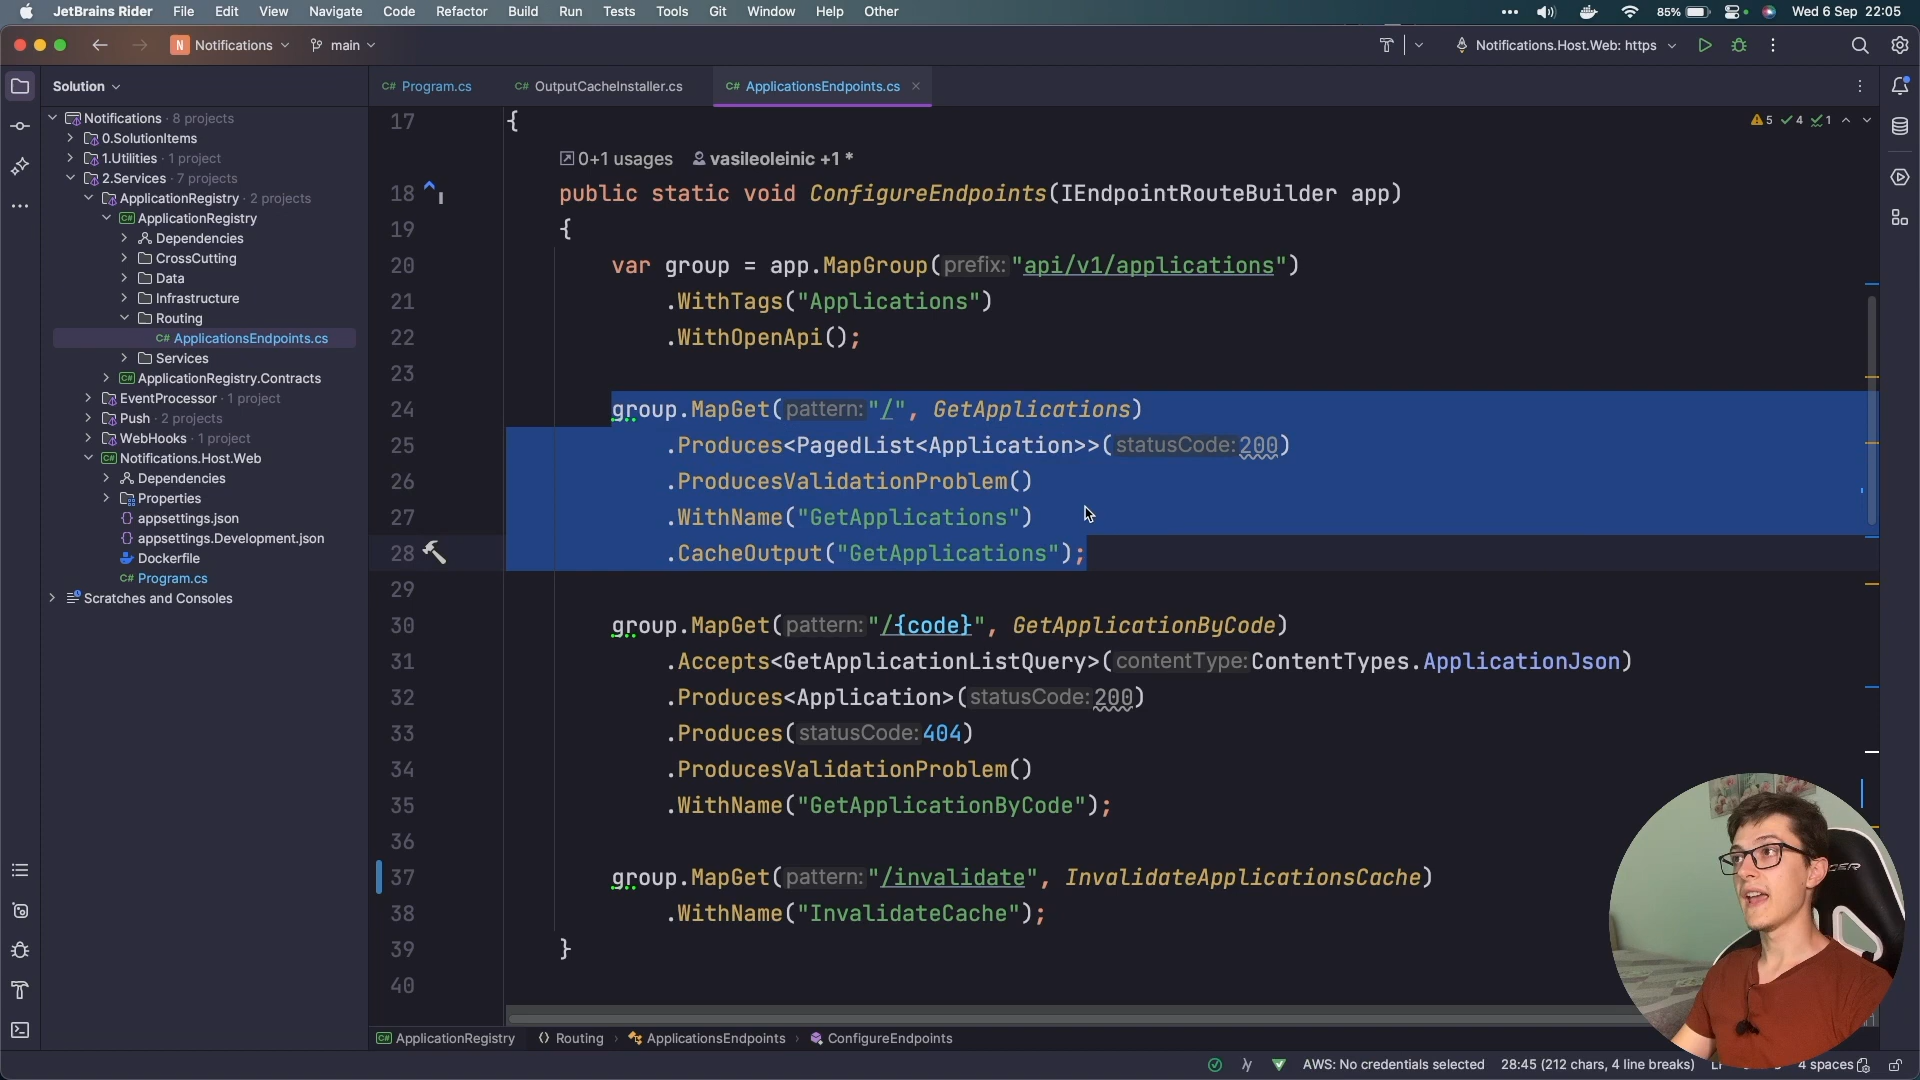 JetBrains Rider File Edit View Navigate Code Refactor Build Run Tests Tools Git Window Help Other
85% Wed 6 Sep 22:05
N Notifications main
Notifications.Host.Web: https
Solution
C# Program.cs
C# OutputCacheInstaller.cs
C# ApplicationsEndpoints.cs
Notifications · 8 projects
0.SolutionItems
1.Utilities · 1 project
2.Services · 7 projects
ApplicationRegistry · 2 projects
C# ApplicationRegistry
Dependencies
CrossCutting
Data
Infrastructure
Routing
C# ApplicationsEndpoints.cs
Services
C# ApplicationRegistry.Contracts
EventProcessor · 1 project
Push · 2 projects
WebHooks · 1 project
C# Notifications.Host.Web
Dependencies
Properties
{} appsettings.json
{} appsettings.Development.json
Dockerfile
C# Program.cs
Scratches and Consoles
5 4 1
17 {
0+1 usages vasileoleinic +1 *
18 public static void ConfigureEndpoints(IEndpointRouteBuilder app)
19 {
20 var group = app.MapGroup(prefix:"api/v1/applications")
21 .WithTags("Applications")
22 .WithOpenApi();
23
24 group.MapGet(pattern:"/", GetApplications)
25 .Produces<PagedList<Application>>(statusCode:200)
26 .ProducesValidationProblem()
27 .WithName("GetApplications")
28 .CacheOutput("GetApplications");
29
30 group.MapGet(pattern:"/{code}", GetApplicationByCode)
31 .Accepts<GetApplicationListQuery>(contentType:ContentTypes.ApplicationJson)
32 .Produces<Application>(statusCode:200)
33 .Produces(statusCode:404)
34 .ProducesValidationProblem()
35 .WithName("GetApplicationByCode");
36
37 group.MapGet(pattern:"/invalidate", InvalidateApplicationsCache)
38 .WithName("InvalidateCache");
39 }
40
C# ApplicationRegistry Routing ApplicationsEndpoints ConfigureEndpoints
AWS: No credentials selected 28:45 (212 chars, 4 line breaks) 4 spaces